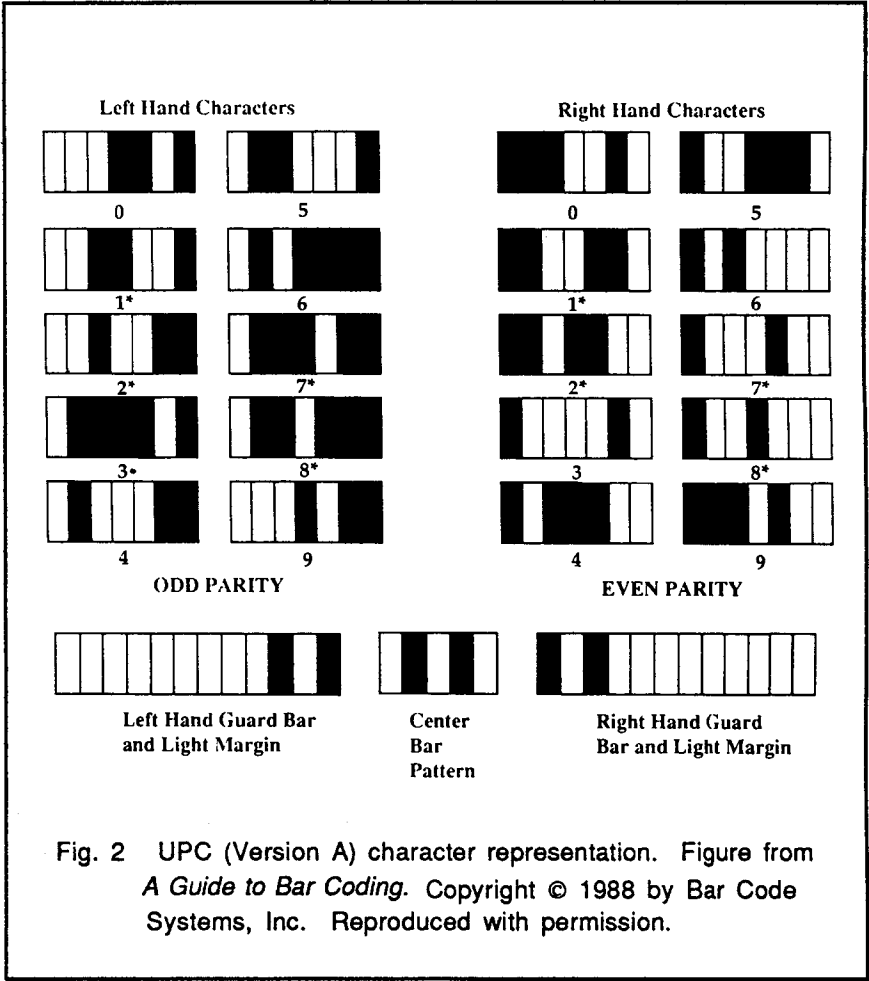 Left Hand Characters
Right Hand Characters
0 5 0 5
1* 6 1* 6
2* 7* 2* 7*
3• 8* 3 8*
4 9 4 9
ODD PARITY
EVEN PARITY
Left Hand Guard Bar
and Light Margin
Center
Bar
Pattern
Right Hand Guard
Bar and Light Margin
Fig. 2 UPC (Version A) character representation. Figure from
A Guide to Bar Coding. Copyright © 1988 by Bar Code
Systems, Inc. Reproduced with permission.